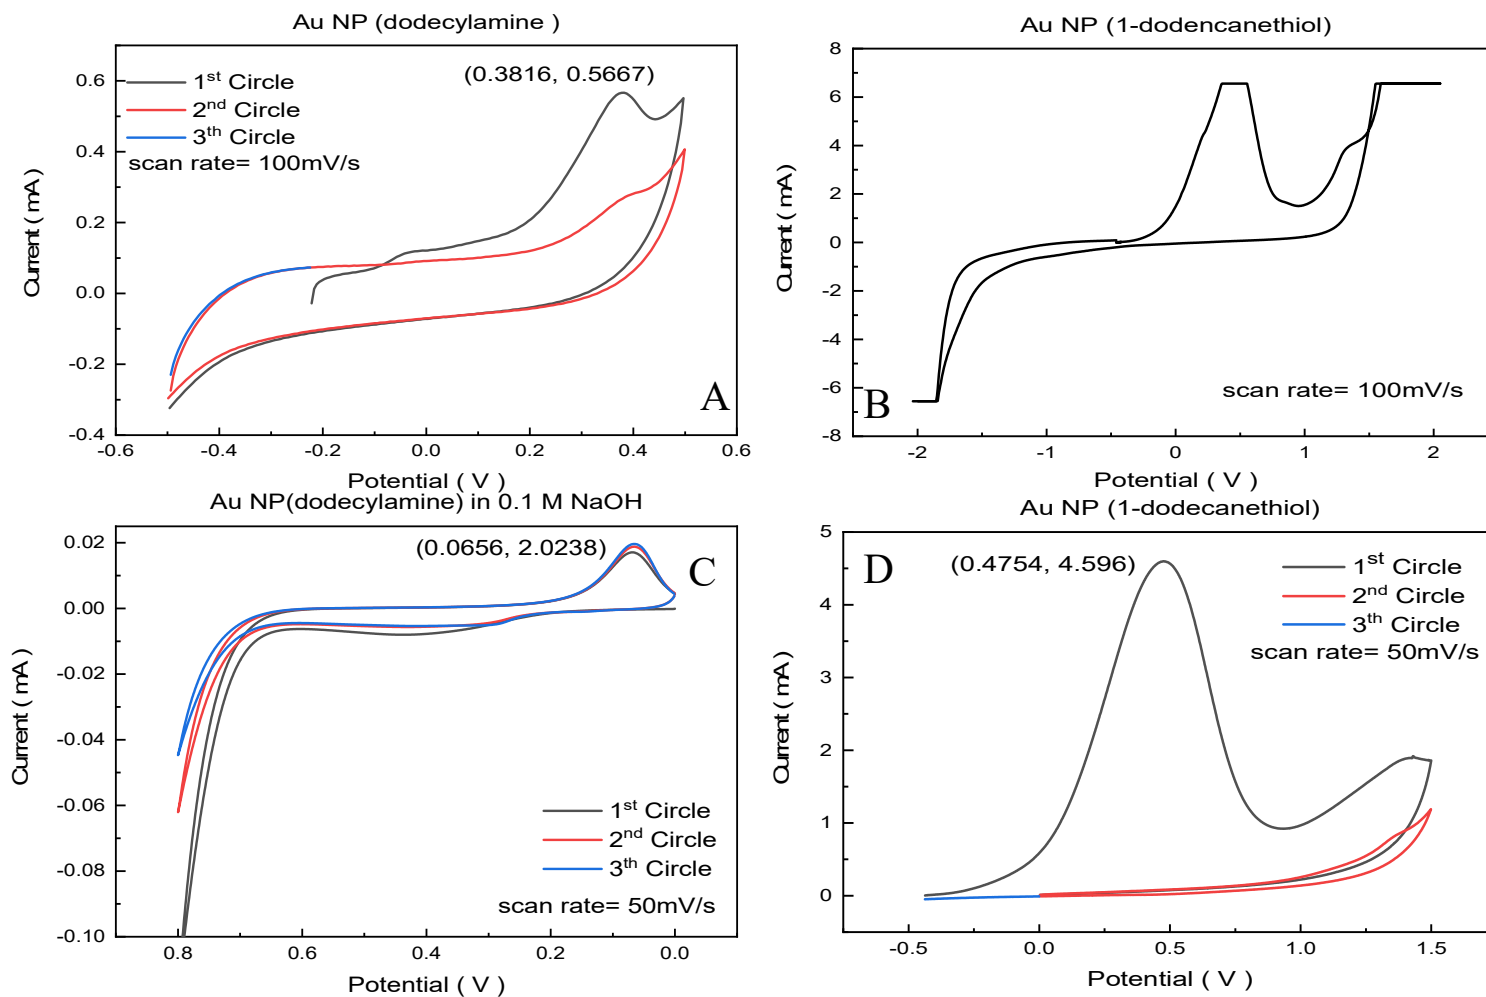 Au NP (dodecylamine )
(0.3816, 0.5667)
1st Circle
2nd Circle
3th Circle
scan rate= 100mV/s
Current ( mA)
0.6
0.4
0.2
0.0
-0.2
-0.4
-0.6 -0.4 -0.2 0.0 0.2 0.4 0.6
Potential ( V )
A
Au NP (1-dodencanethiol)
Current ( mA)
8
6
4
2
0
-2
-4
-6
-8
-2 -1 0 1 2
Potential ( V )
B
scan rate= 100mV/s
Au NP(dodecylamine) in 0.1 M NaOH
(0.0656, 2.0238)
C
Current ( mA)
0.02
0.00
-0.02
-0.04
-0.06
-0.08
-0.10
1st Circle
2nd Circle
3th Circle
scan rate= 50mV/s
0.8 0.6 0.4 0.2 0.0
Potential ( V )
Au NP (1-dodecanethiol)
D
(0.4754, 4.596)
1st Circle
2nd Circle
3th Circle
scan rate= 50mV/s
Current ( mA)
5
4
3
2
1
0
-0.5 0.0 0.5 1.0 1.5
Potential ( V )